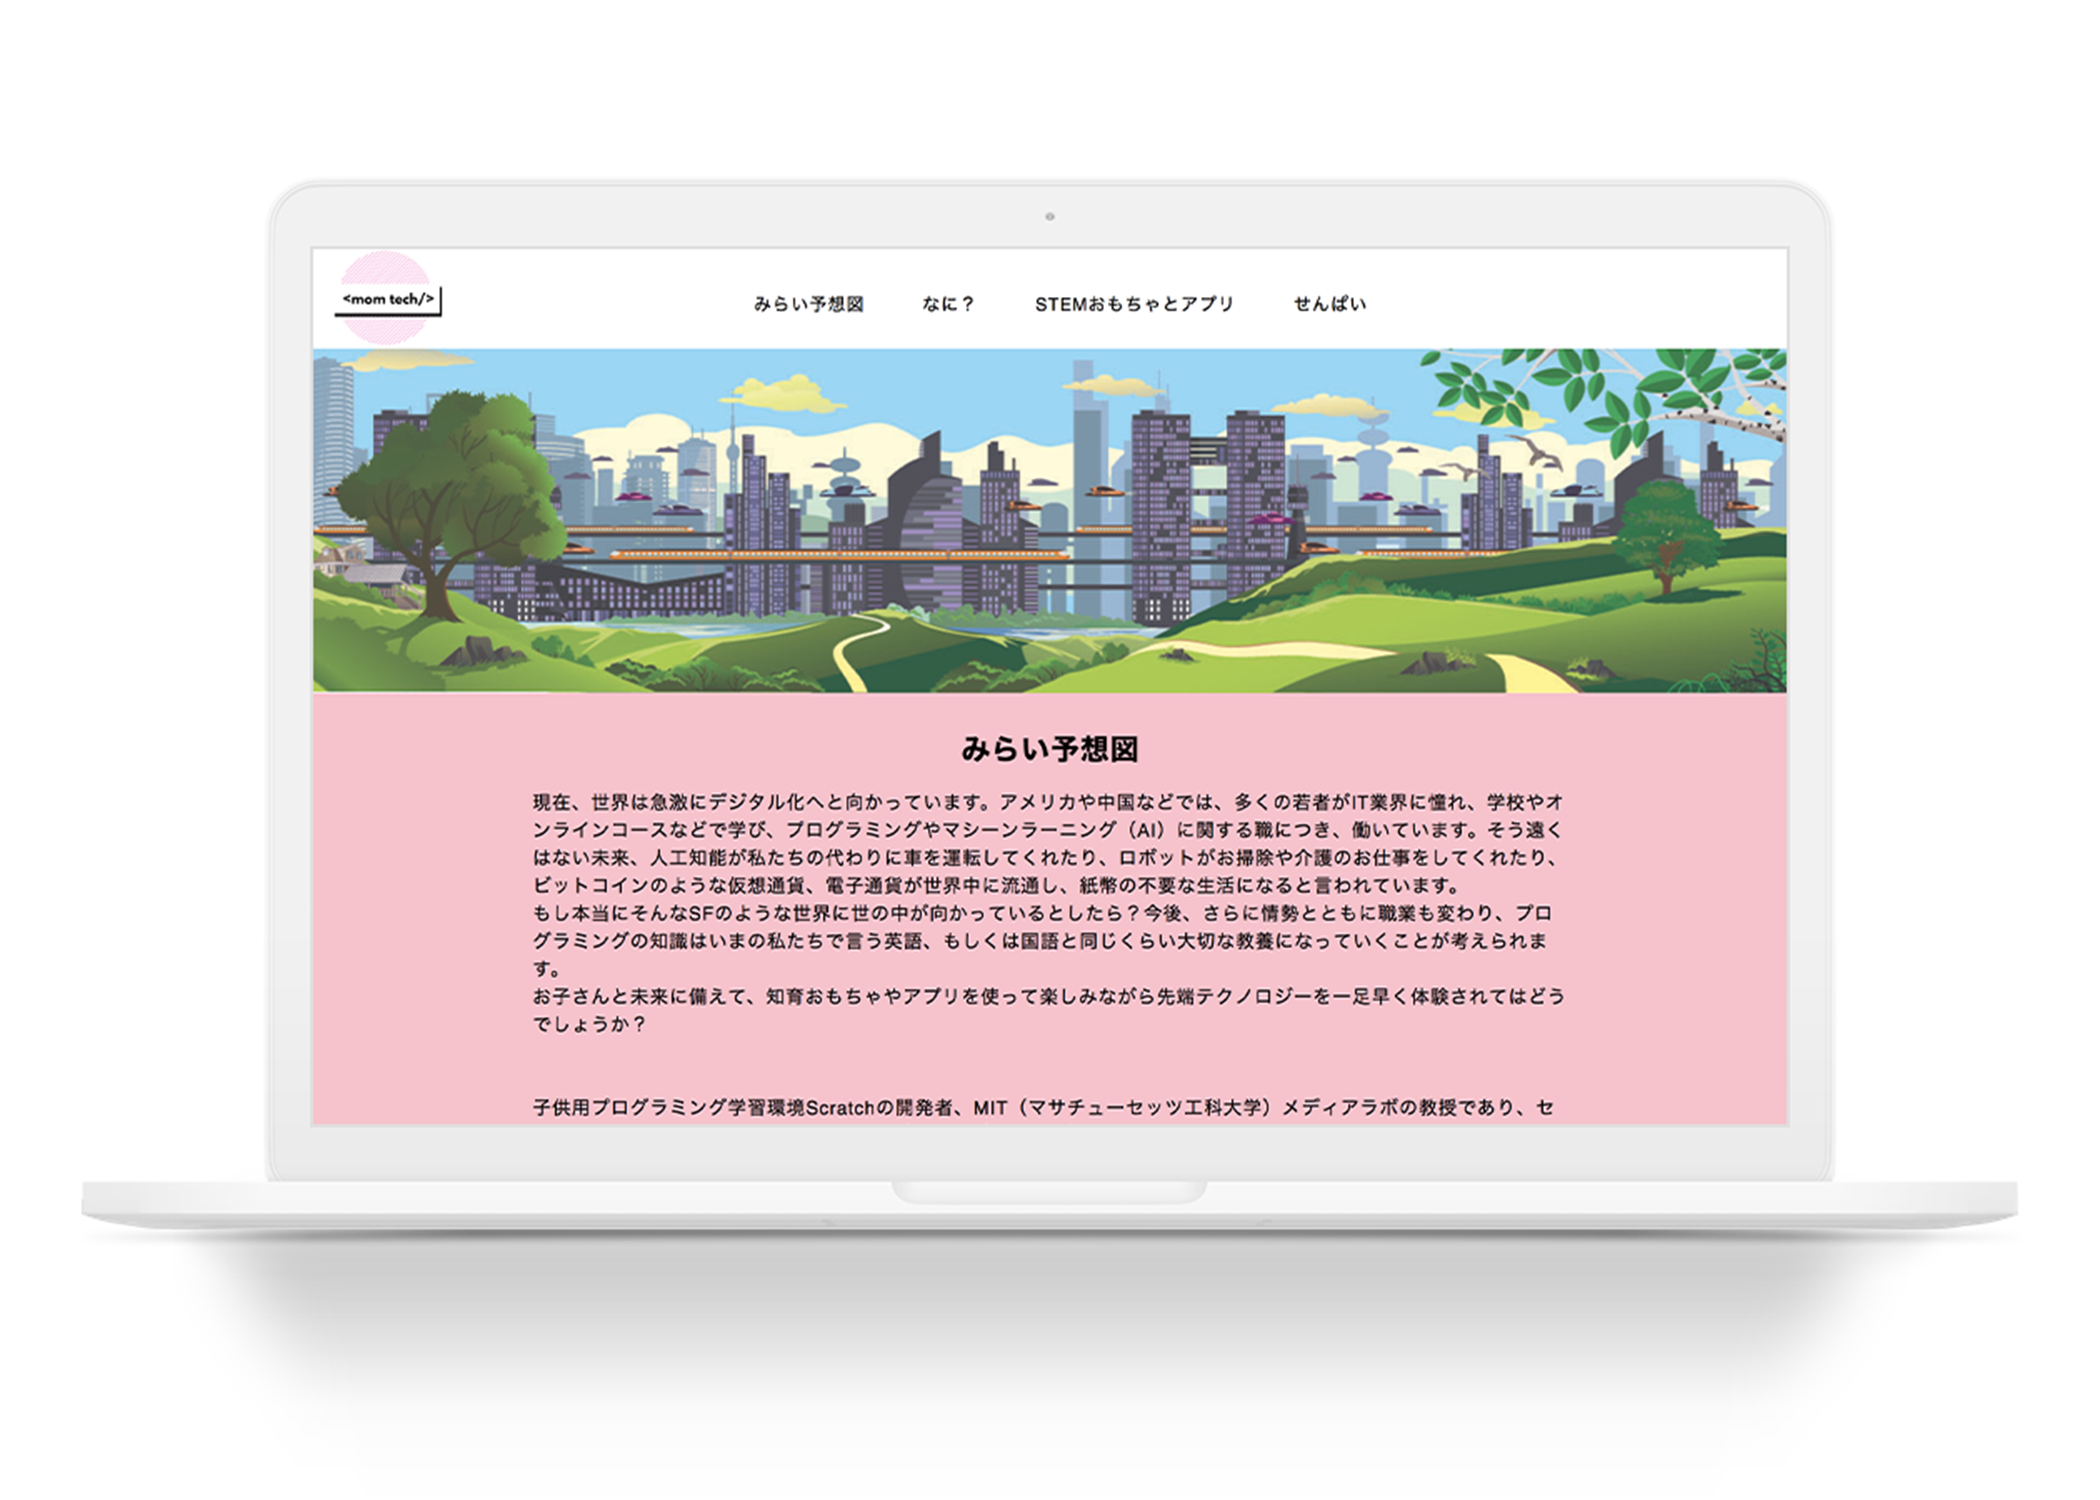 <mom tech/>
みらい予想図 なに？ STEMおもちゃとアプリ せんぱい
みらい予想図
現在、世界は急激にデジタル化へと向かっています。アメリカや中国などでは、多くの若者がIT業界に憧れ、学校やオ
ンラインコースなどで学び、プログラミングやマシーンラーニング（AI）に関する職につき、働いています。そう遠く
はない未来、人工知能が私たちの代わりに車を運転してくれたり、ロボットがお掃除や介護のお仕事をしてくれたり、
ビットコインのような仮想通貨、電子通貨が世界中に流通し、紙幣の不要な生活になると言われています。
もし本当にそんなSFのような世界に世の中が向かっているとしたら？今後、さらに情勢とともに職業も変わり、プロ
グラミングの知識はいまの私たちで言う英語、もしくは国語と同じくらい大切な教養になっていくことが考えられま
す。
お子さんと未来に備えて、知育おもちゃやアプリを使って楽しみながら先端テクノロジーを一足早く体験されてはどう
でしょうか？
子供用プログラミング学習環境Scratchの開発者、MIT（マサチューセッツ工科大学）メディアラボの教授であり、セ